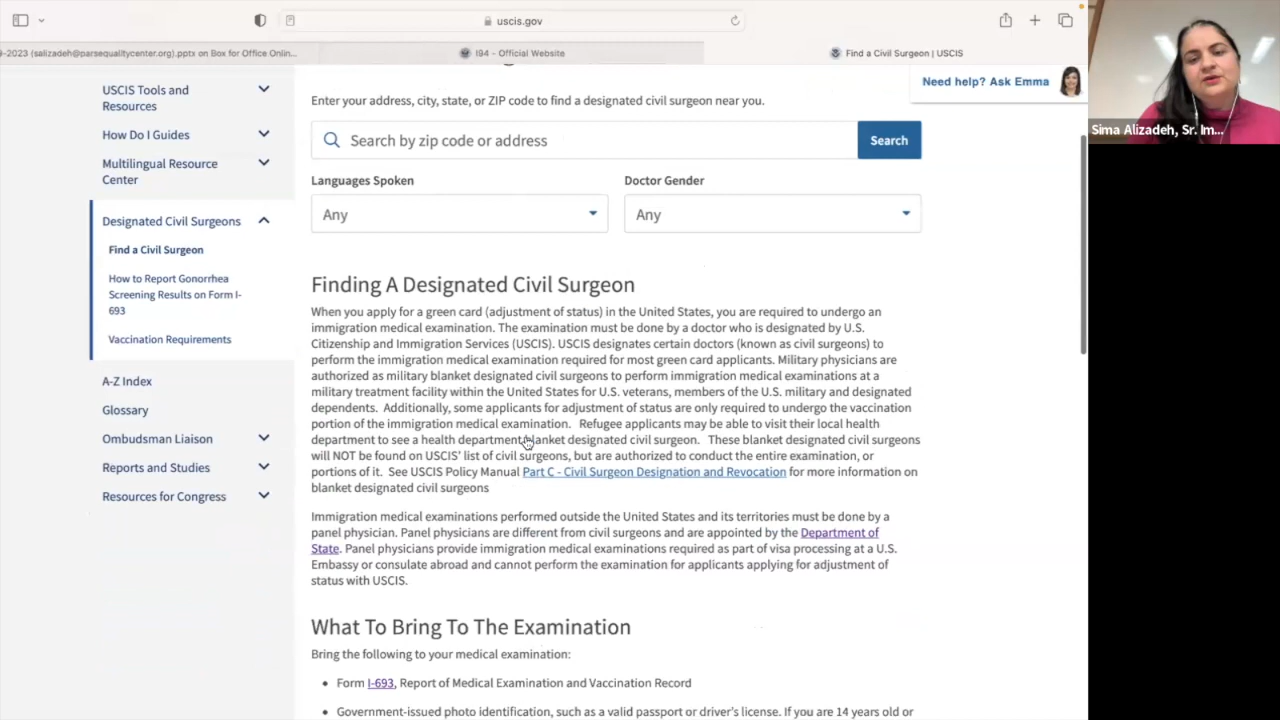 uscis.gov
9-2023 (salizadeh@parsequalitycenter.org).pptx on Box for Office Onlin...
I94 - Official Website
Find a Civil Surgeon | USCIS
Need help? Ask Emma
Sima Alizadeh, Sr. Im...
USCIS Tools and
Resources
How Do I Guides
Multilingual Resource
Center
Designated Civil Surgeons
Find a Civil Surgeon
How to Report Gonorrhea
Screening Results on Form I-
693
Vaccination Requirements
A-Z Index
Glossary
Ombudsman Liaison
Reports and Studies
Resources for Congress
Enter your address, city, state, or ZIP code to find a designated civil surgeon near you.
Search by zip code or address
Search
Languages Spoken
Doctor Gender
Any
Any
Finding A Designated Civil Surgeon
When you apply for a green card (adjustment of status) in the United States, you are required to undergo an
immigration medical examination. The examination must be done by a doctor who is designated by U.S.
Citizenship and Immigration Services (USCIS). USCIS designates certain doctors (known as civil surgeons) to
perform the immigration medical examination required for most green card applicants. Military physicians are
authorized as military blanket designated civil surgeons to perform immigration medical examinations at a
military treatment facility within the United States for U.S. veterans, members of the U.S. military and designated
dependents. Additionally, some applicants for adjustment of status are only required to undergo the vaccination
portion of the immigration medical examination. Refugee applicants may be able to visit their local health
department to see a health department blanket designated civil surgeon. These blanket designated civil surgeons
will NOT be found on USCIS' list of civil surgeons, but are authorized to conduct the entire examination, or
portions of it. See USCIS Policy Manual Part C - Civil Surgeon Designation and Revocation for more information on
blanket designated civil surgeons
Immigration medical examinations performed outside the United States and its territories must be done by a
panel physician. Panel physicians are different from civil surgeons and are appointed by the Department of
State. Panel physicians provide immigration medical examinations required as part of visa processing at a U.S.
Embassy or consulate abroad and cannot perform the examination for applicants applying for adjustment of
status with USCIS.
What To Bring To The Examination
Bring the following to your medical examination:
• Form I-693, Report of Medical Examination and Vaccination Record
• Government-issued photo identification, such as a valid passport or driver's license. If you are 14 years old or